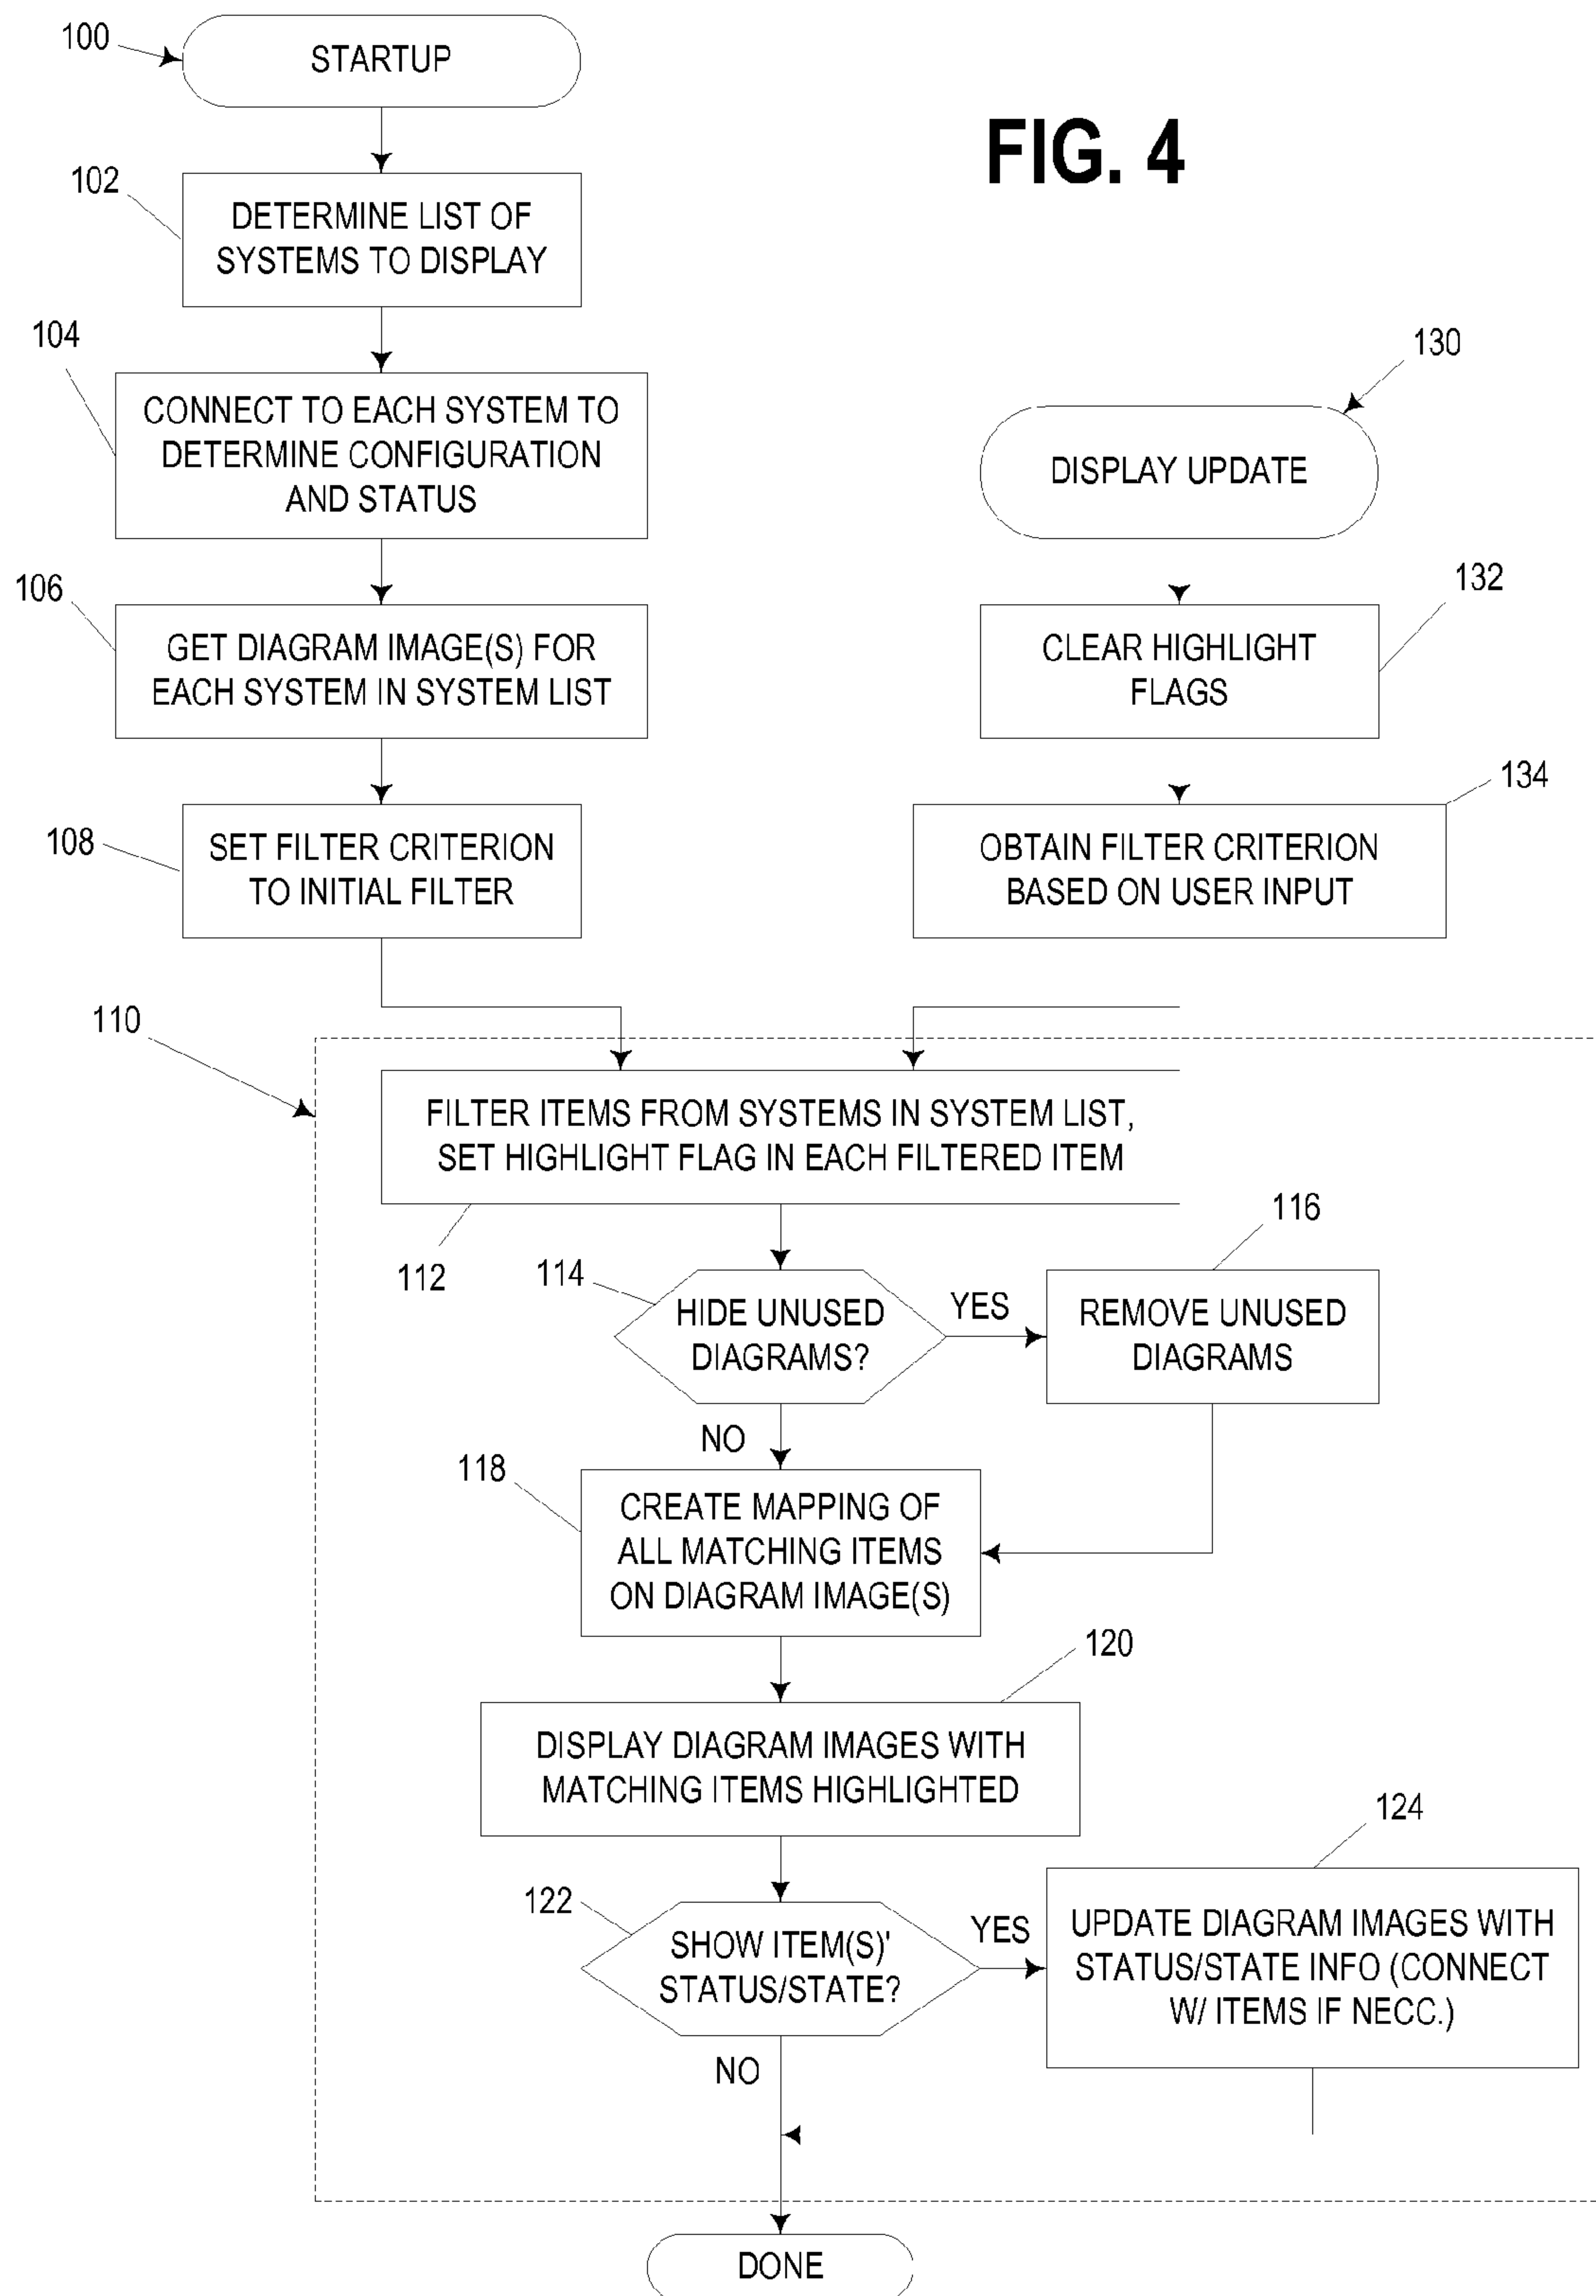 100
STARTUP
FIG. 4
102
DETERMINE LIST OF
SYSTEMS TO DISPLAY
104
CONNECT TO EACH SYSTEM TO
DETERMINE CONFIGURATION
AND STATUS
130
DISPLAY UPDATE
106
GET DIAGRAM IMAGE(S) FOR
EACH SYSTEM IN SYSTEM LIST
132
CLEAR HIGHLIGHT
FLAGS
108
SET FILTER CRITERION
TO INITIAL FILTER
134
OBTAIN FILTER CRITERION
BASED ON USER INPUT
110
FILTER ITEMS FROM SYSTEMS IN SYSTEM LIST,
SET HIGHLIGHT FLAG IN EACH FILTERED ITEM
112
114
HIDE UNUSED
DIAGRAMS?
YES
116
REMOVE UNUSED
DIAGRAMS
NO
118
CREATE MAPPING OF
ALL MATCHING ITEMS
ON DIAGRAM IMAGE(S)
120
DISPLAY DIAGRAM IMAGES WITH
MATCHING ITEMS HIGHLIGHTED
122
SHOW ITEM(S)'
STATUS/STATE?
YES
124
UPDATE DIAGRAM IMAGES WITH
STATUS/STATE INFO (CONNECT
W/ ITEMS IF NECC.)
NO
DONE